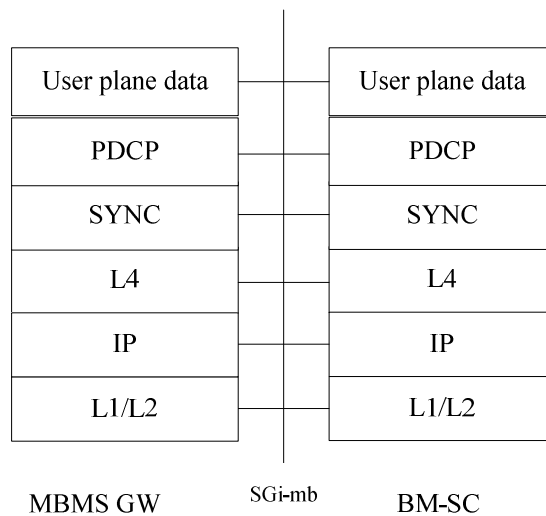 User plane data
User plane data
PDCP
PDCP
SYNC
SYNC
L4
L4
IP
IP
L1/L2
L1/L2
MBMS GW
SGi-mb
BM-SC